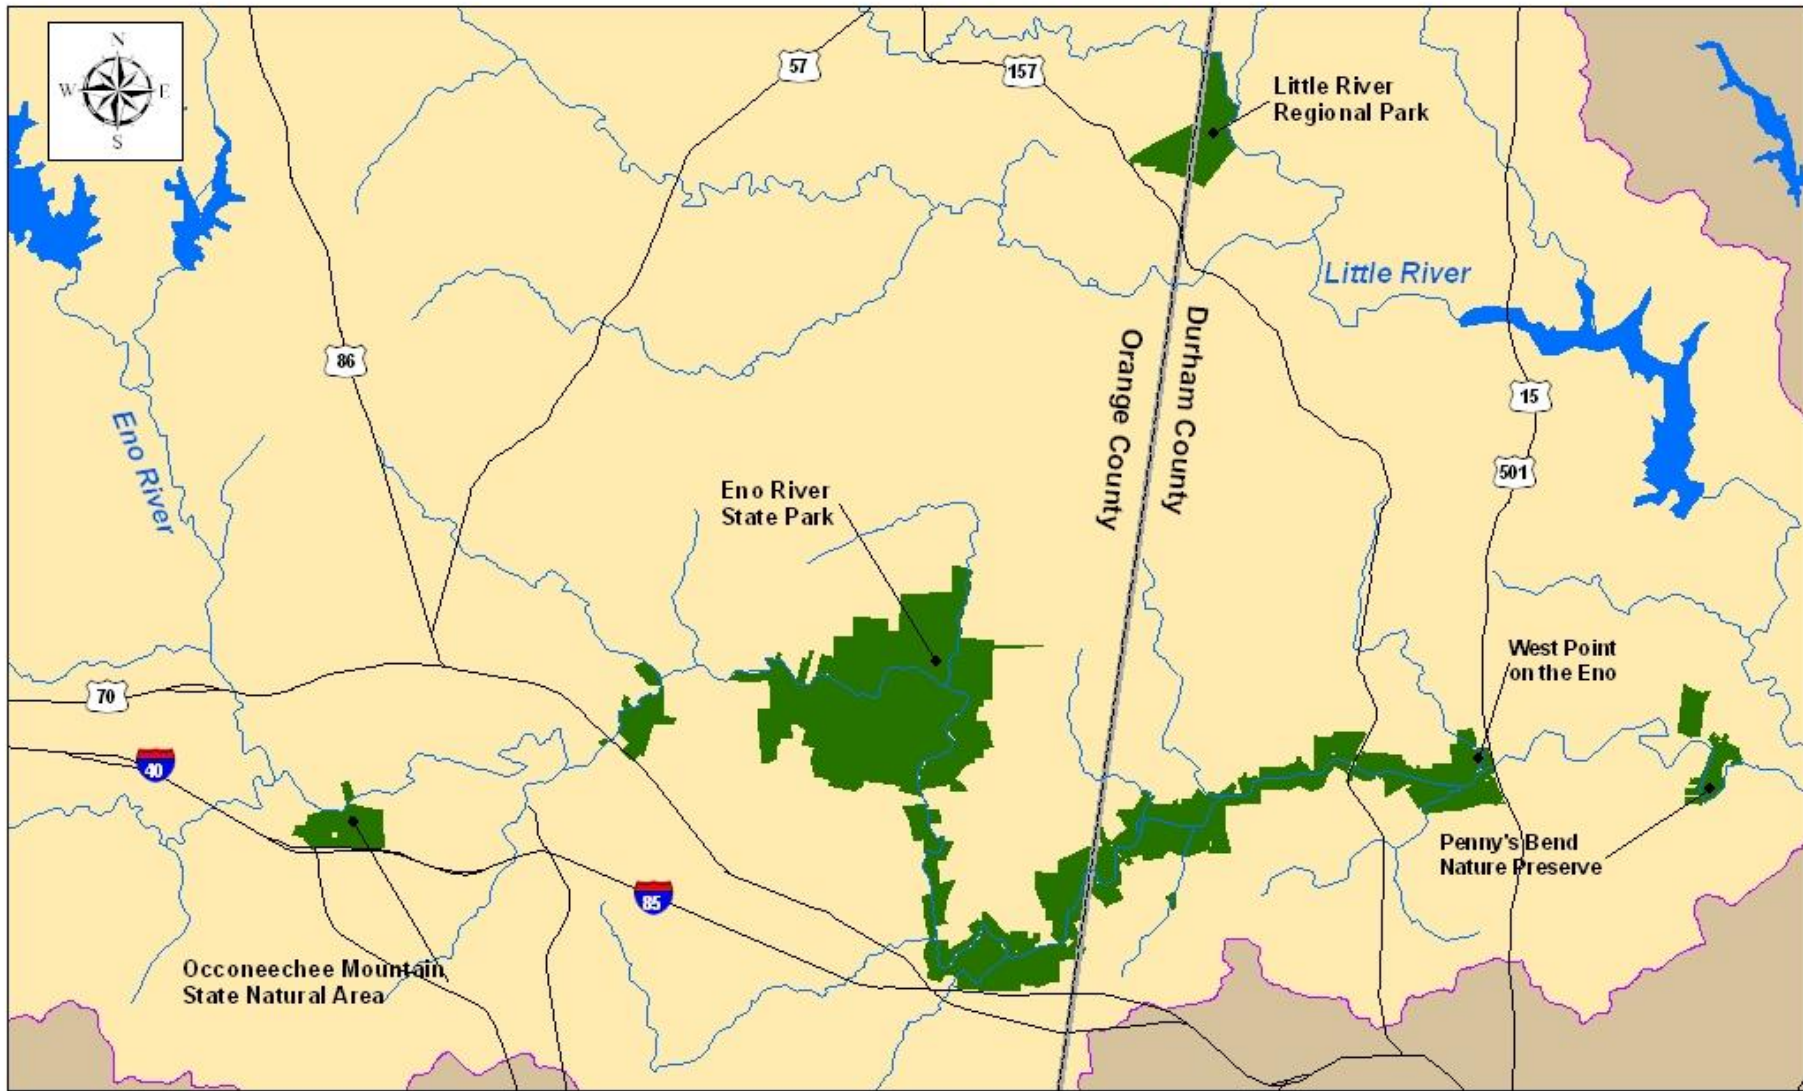 N
W E
S
57
157
Little River
Regional Park
Little River
86
Eno River
Orange County
Durham County
15
501
Eno River
State Park
West Point
on the Eno
70
40
85
Penny's Bend
Nature Preserve
Occoneechee Mountain
State Natural Area